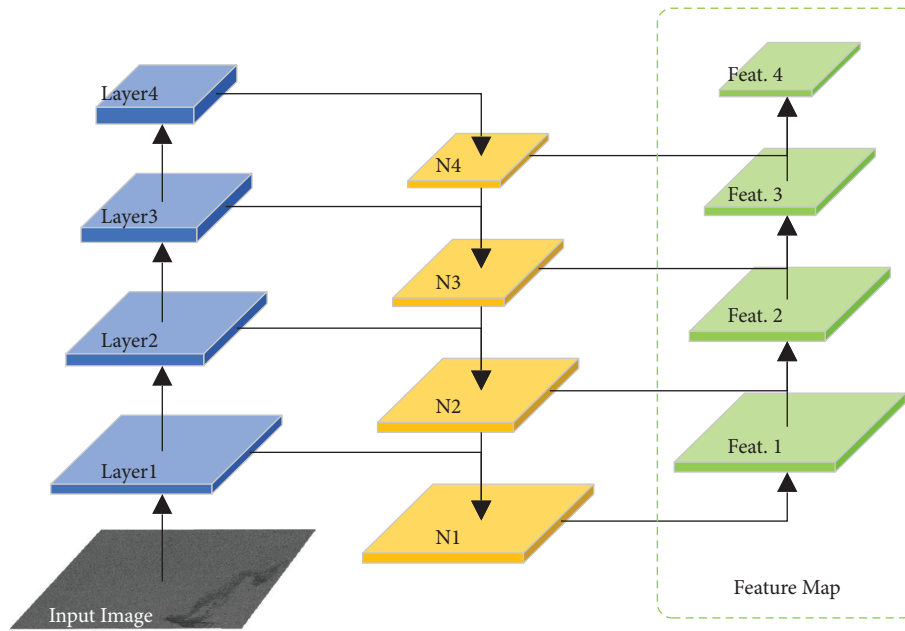 Layer4
Layer3
Layer2
Layer1
Input Image
N4
N3
N2
N1
Feat. 4
Feat. 3
Feat. 2
Feat. 1
Feature Map